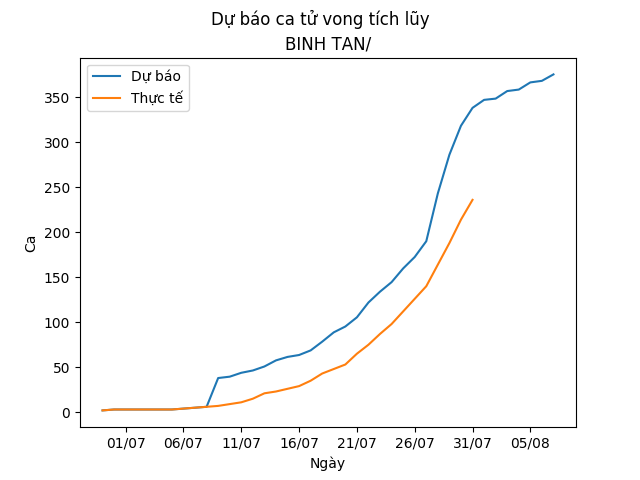 Dự báo ca tử vong tích lũy
BINH TAN/
Dự báo
Thực tế
Ca
350
300
250
200
150
100
50
0
01/07 06/07 11/07 16/07 21/07 26/07 31/07 05/08
Ngày